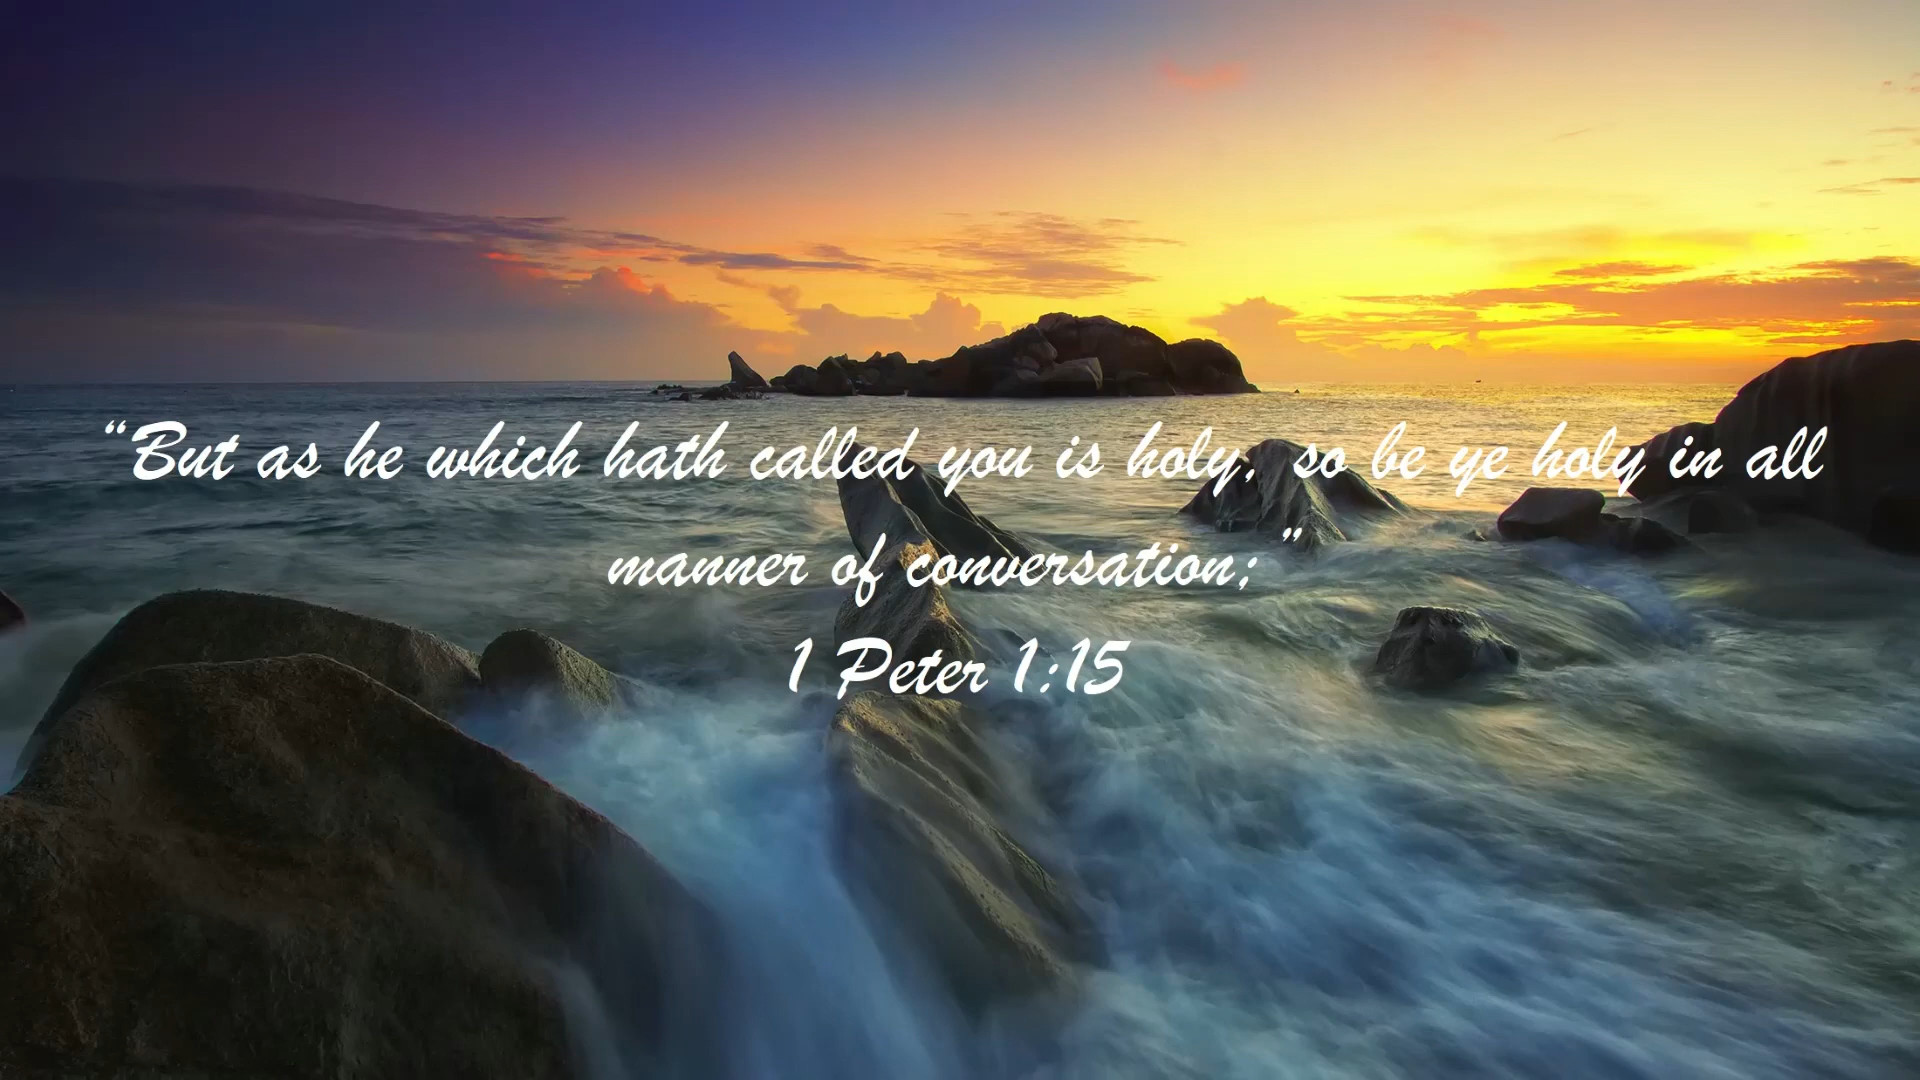 “But as he which hath called you is holy, so be ye holy in all
manner of conversation;”
1 Peter 1:15